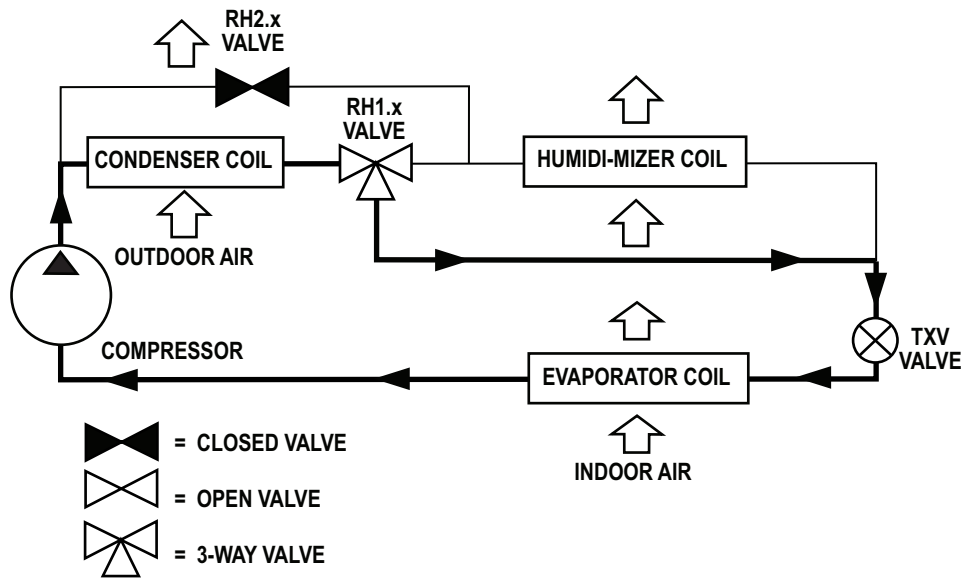 RH2.x
VALVE
RH1.x
VALVE
CONDENSER COIL
HUMIDI-MIZER COIL
OUTDOOR AIR
TXV
VALVE
COMPRESSOR
EVAPORATOR COIL
= CLOSED VALVE
INDOOR AIR
= OPEN VALVE
= 3-WAY VALVE